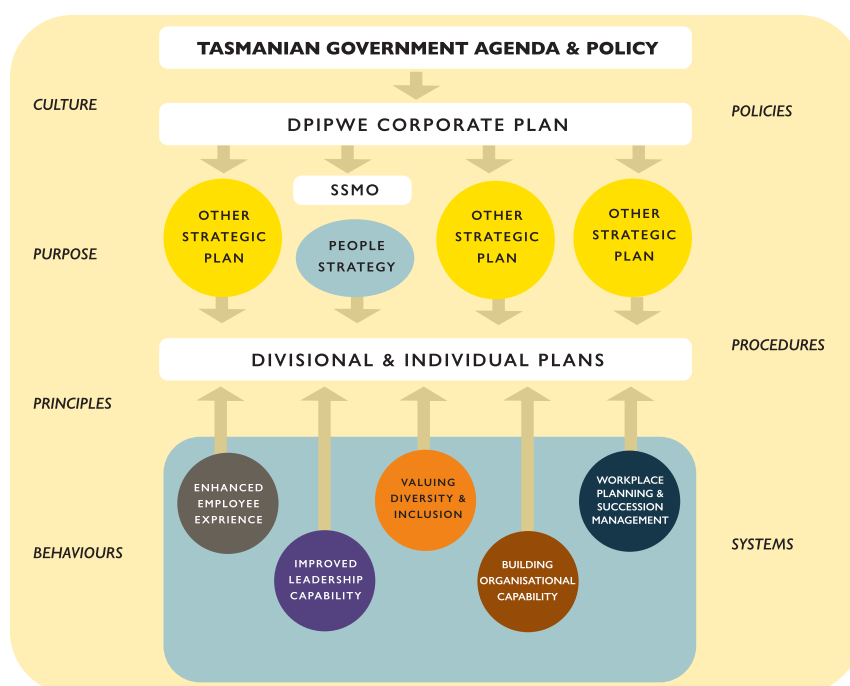 TASMANIAN GOVERNMENT AGENDA & POLICY
CULTURE
POLICIES
DPIPWE CORPORATE PLAN
OTHER
STRATEGIC
PLAN
SSMO
PEOPLE
STRATEGY
OTHER
STRATEGIC
PLAN
OTHER
STRATEGIC
PLAN
PURPOSE
PROCEDURES
DIVISIONAL & INDIVIDUAL PLANS
PRINCIPLES
ENHANCED
EMPLOYEE
EXPRIENCE
IMPROVED
LEADERSHIP
CAPABILITY
VALUING
DIVERSITY &
INCLUSION
BUILDING
ORGANISATIONAL
CAPABILITY
WORKPLACE
PLANNING &
SUCCESSION
MANAGEMENT
BEHAVIOURS
SYSTEMS